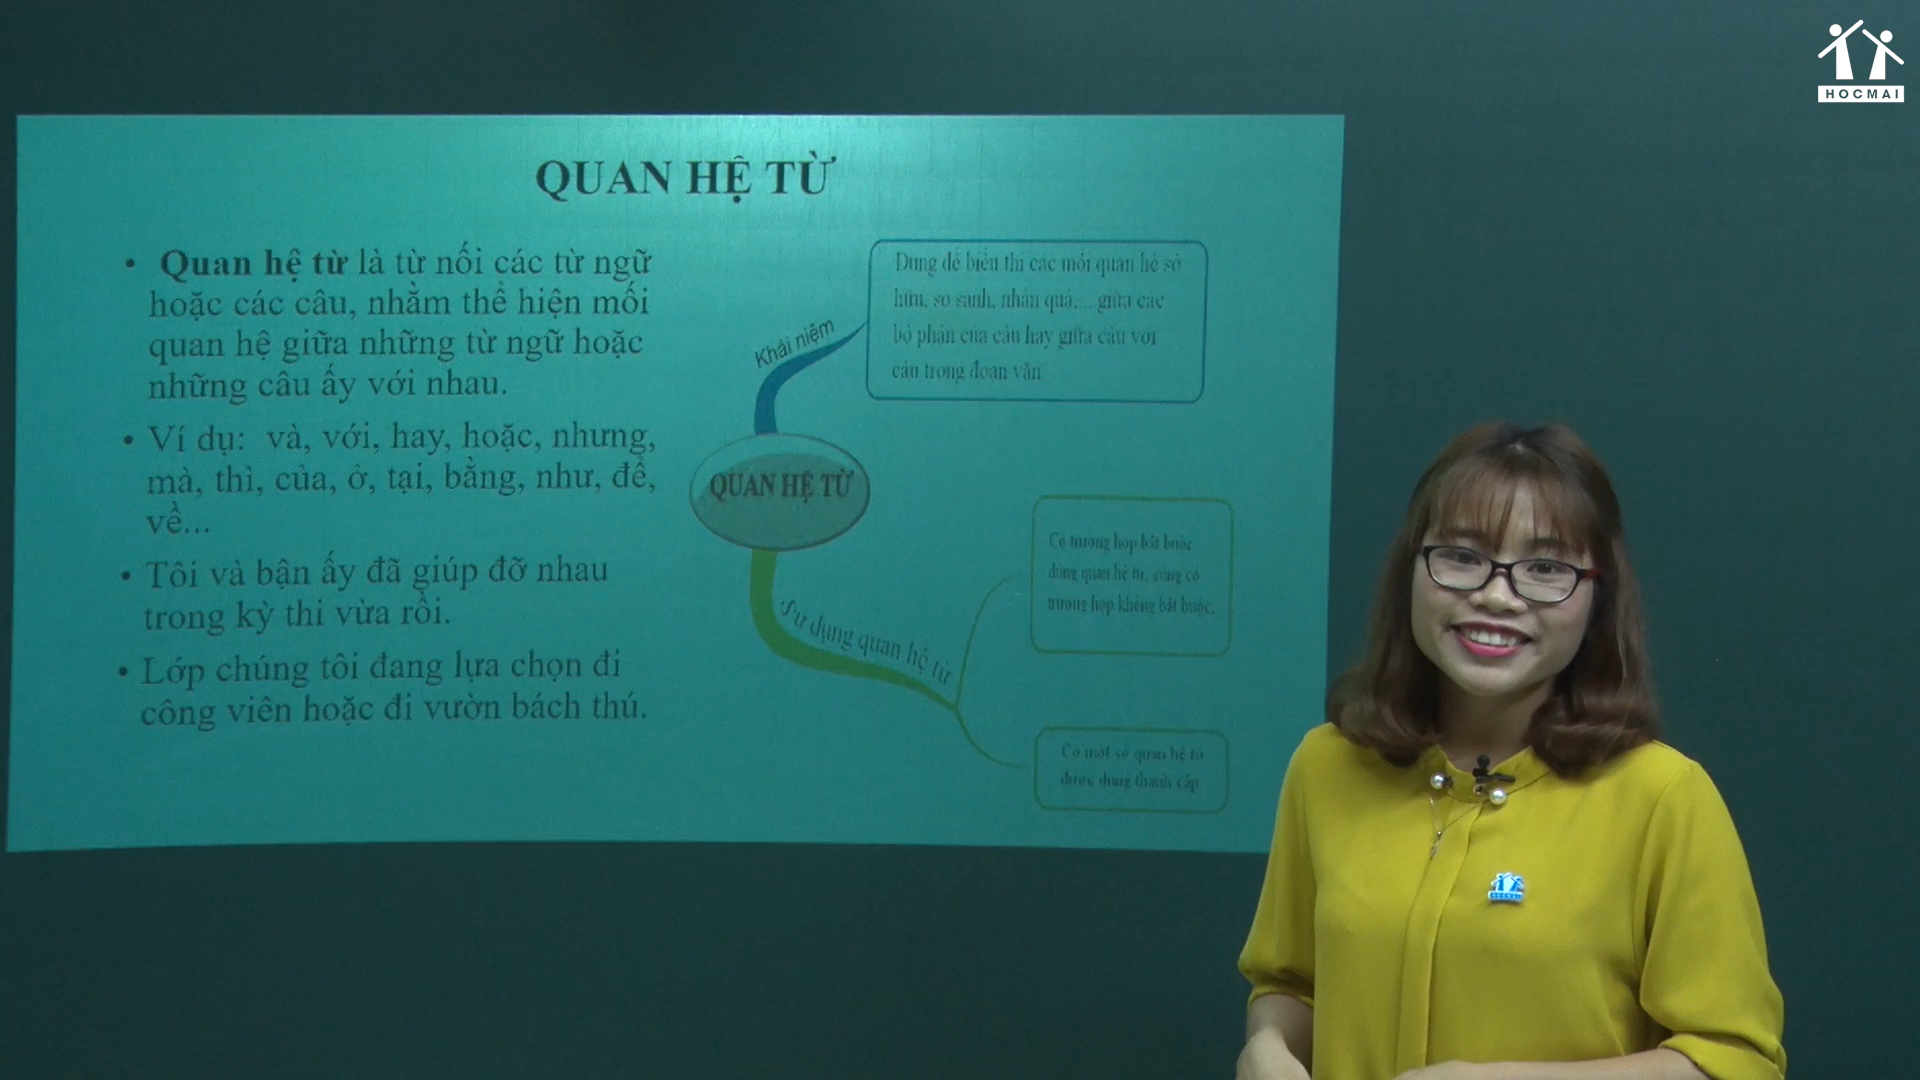 HOCMAI
QUAN HỆ TỪ
• Quan hệ từ là từ nối các từ ngữ
hoặc các câu, nhằm thể hiện mối
quan hệ giữa những từ ngữ hoặc
những câu ấy với nhau.
• Ví dụ: và, với, hay, hoặc, nhưng,
mà, thì, của, ở, tại, bằng, như, để,
về...
• Tôi và bận ấy đã giúp đỡ nhau
trong kỳ thi vừa rồi.
• Lớp chúng tôi đang lựa chọn đi
công viên hoặc đi vườn bách thú.
Khái niệm
Dùng để biểu thị các mối quan hệ sở
hữu, so sánh, nhân quả,... giữa các
bộ phận của câu hay giữa câu với
câu trong đoạn văn.
QUAN HỆ TỪ
Sử dụng quan hệ từ
Có trường hợp bắt buộc
dùng quan hệ từ, cũng có
trường hợp không bắt buộc;
Có một số quan hệ từ
được dùng thành cặp.
HOCMAI